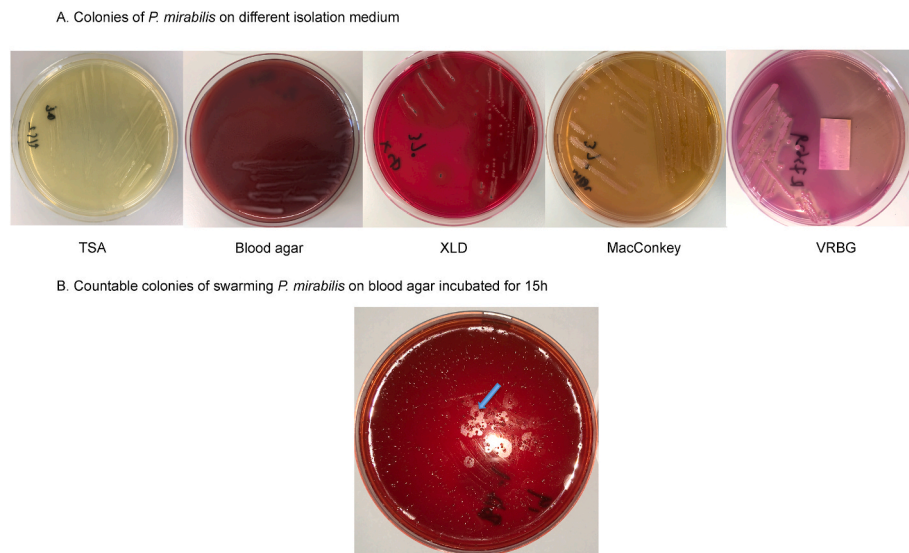 A. Colonies of P. mirabilis on different isolation medium
TSA
Blood agar
XLD
MacConkey
VRBG
B. Countable colonies of swarming P. mirabilis on blood agar incubated for 15h